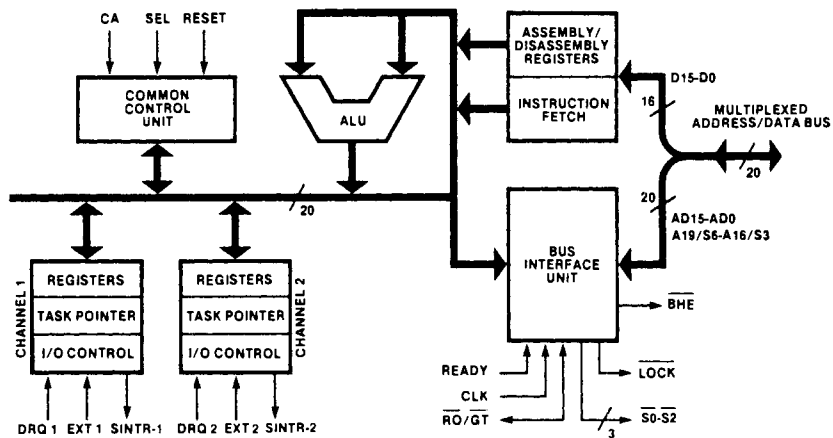 CA SEL RESET
COMMON
CONTROL
UNIT
ALU
ASSEMBLY/
DISASSEMBLY
REGISTERS
INSTRUCTION
FETCH
D15-D0
16
MULTIPLEXED
ADDRESS/DATA BUS
20
20
AD15-AD0
A19/S6-A16/S3
20
BUS
INTERFACE
UNIT
BHE
CHANNEL 1
REGISTERS
TASK POINTER
I/O CONTROL
REGISTERS
TASK POINTER
I/O CONTROL
CHANNEL 2
READY
CLK
RQ/GT
LOCK
S0-S2
3
DRQ 1 EXT 1 SINTR-1
DRQ 2 EXT 2 SINTR-2